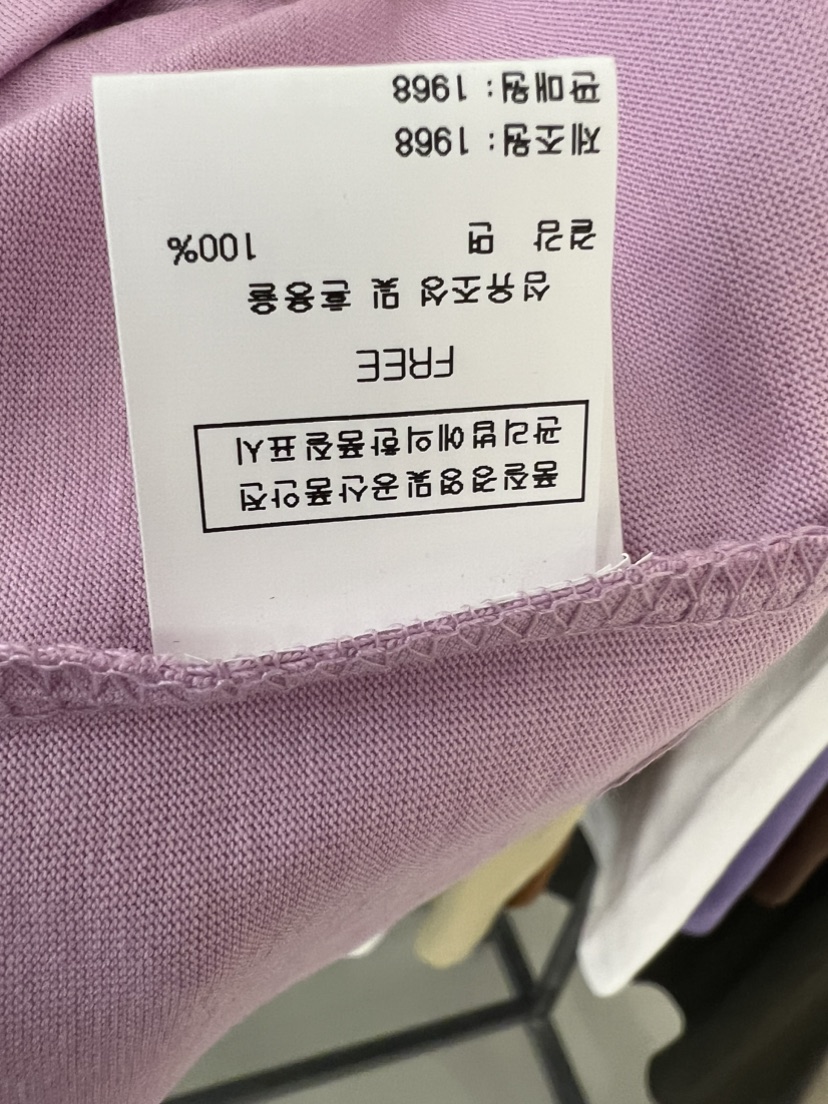 품질경영및공산품안전
관리법에의한품질표시
FREE
섬유조성 및 혼용율
겉감 면 100%
제조원: 1968
판매원: 1968